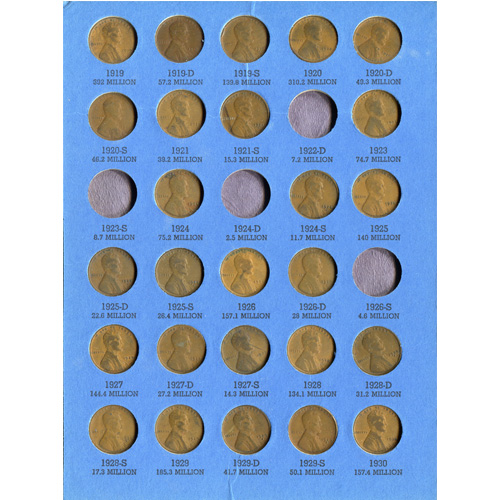 1919 1919-D 1919-S 1920 1920-D
392 MILLION 57.2 MILLION 139.8 MILLION 310.2 MILLION 49.3 MILLION
1920-S 1921 1921-S 1922-D 1923
46.2 MILLION 39.2 MILLION 15.3 MILLION 7.2 MILLION 74.7 MILLION
1923-S 1924 1924-D 1924-S 1925
8.7 MILLION 75.2 MILLION 2.5 MILLION 11.7 MILLION 140 MILLION
1925-D 1925-S 1926 1926-D 1926-S
22.6 MILLION 26.4 MILLION 157.1 MILLION 28 MILLION 4.6 MILLION
1927 1927-D 1927-S 1928 1928-D
144.4 MILLION 27.2 MILLION 14.3 MILLION 134.1 MILLION 31.2 MILLION
1928-S 1929 1929-D 1929-S 1930
17.3 MILLION 185.3 MILLION 41.7 MILLION 50.1 MILLION 157.4 MILLION